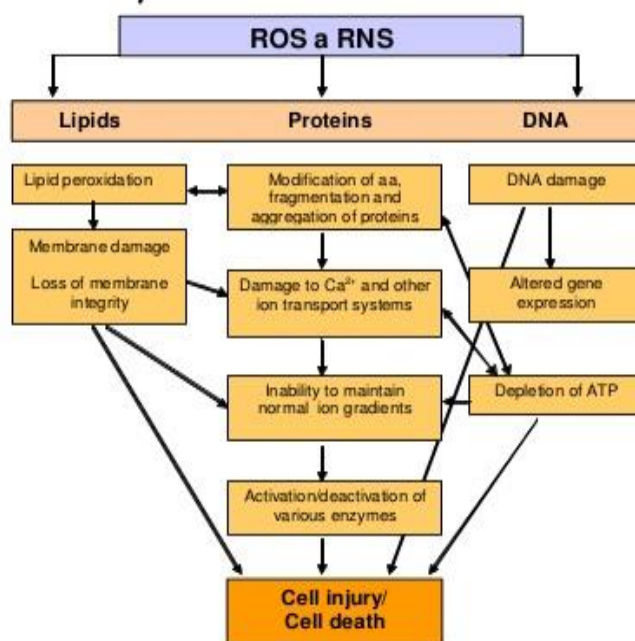 ROS a RNS
Lipids
Proteins
DNA
Lipid peroxidation
Modification of aa,
fragmentation and
aggregation of proteins
DNA damage
Membrane damage
Loss of membrane
integrity
Damage to Ca²⁺ and other
ion transport systems
Altered gene
expression
Inability to maintain
normal ion gradients
Depletion of ATP
Activation/deactivation of
various enzymes
Cell injury/
Cell death